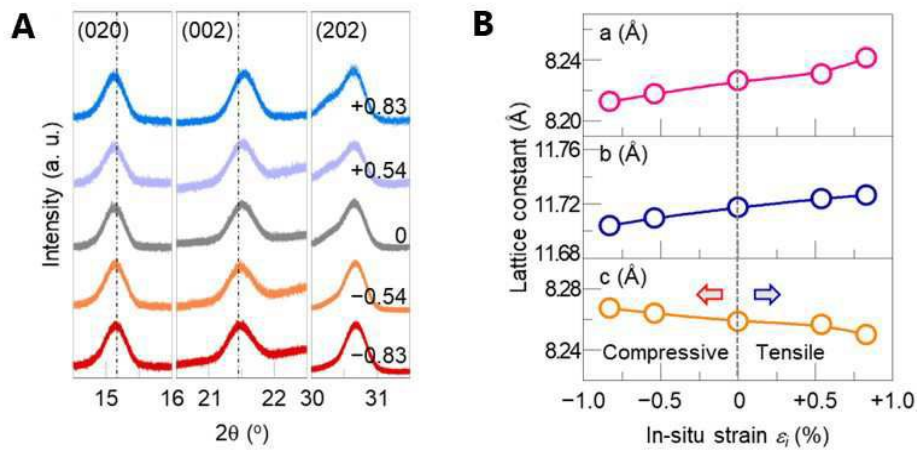 A
(020)
(002)
(202)
+0.83
+0.54
0
−0.54
−0.83
Intensity (a. u.)
15
16
21
22
30
31
2θ (°)
B
a (Å)
8.24
8.20
b (Å)
11.76
11.72
11.68
c (Å)
8.28
8.24
Compressive
Tensile
Lattice constant (Å)
−1.0
−0.5
0
+0.5
+1.0
In-situ strain εᵢ (%)